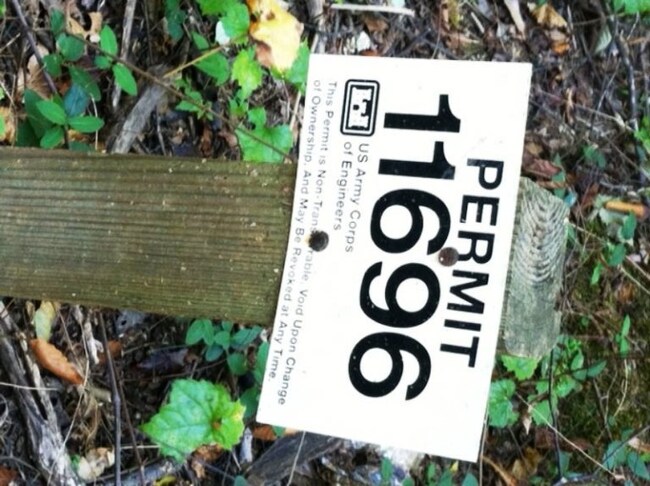 PERMIT
11696
US Army Corps
of Engineers
This Permit is Non-Transferable. Void Upon Change
of Ownership, And May Be Revoked at Any Time.